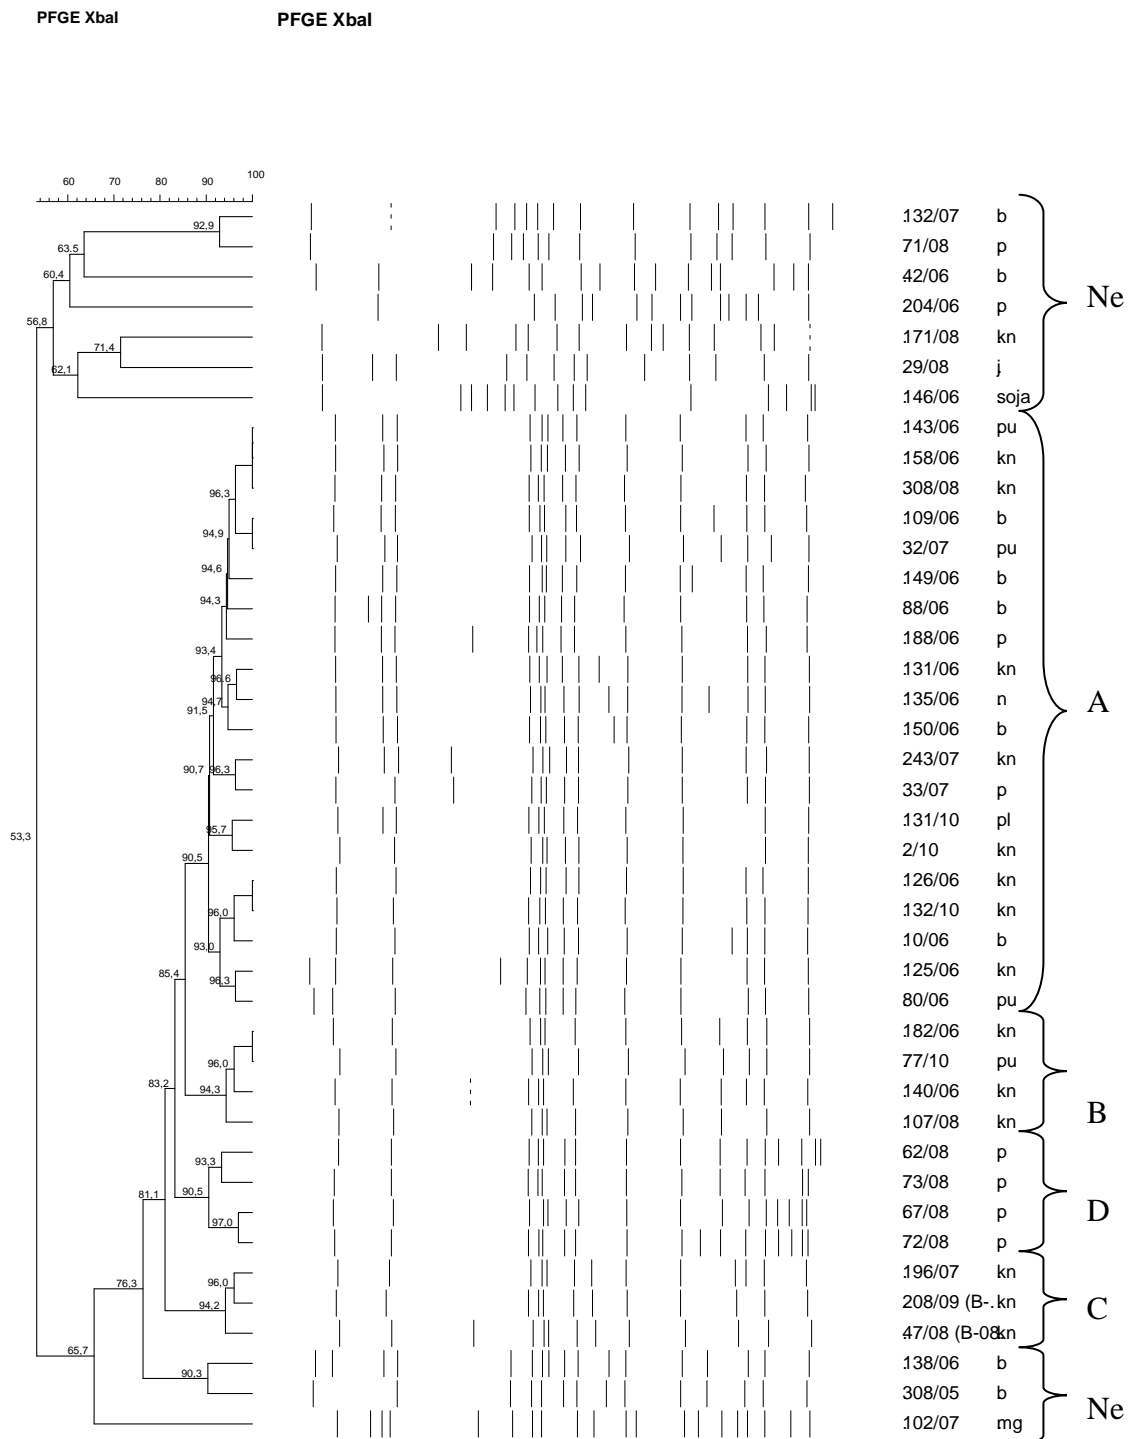 PFGE XbaI PFGE XbaI
60 70 80 90 100
132/07 b
92,9
71/08 p
63.5
42/06 b
60,4
204/06 p
Ne
56,8
171/08 kn
71,4
29/08 j
62,1
146/06 soja
143/06 pu
158/06 kn
308/08 kn
96,3
109/06 b
94,9
32/07 pu
94,6
149/06 b
94,3
88/06 b
188/06 p
93,4
131/06 kn
96,6
135/06 n
94,7
A
91,5
150/06 b
243/07 kn
90,7 96,3
33/07 p
131/10 pl
95,7
53,3
2/10 kn
90,5
126/06 kn
132/10 kn
96,0
10/06 b
93,0
125/06 kn
85,4
96,3
80/06 pu
182/06 kn
77/10 pu
96,0
83,2
140/06 kn
94,3
107/08 kn
B
62/08 p
93,3
73/08 p
90,5
81,1
67/08 p
D
97,0
72/08 p
196/07 kn
96,0
76,3
208/09 (B-. kn
94,2
C
47/08 (B-08 kn
65,7
138/06 b
90,3
308/05 b
Ne
102/07 mg